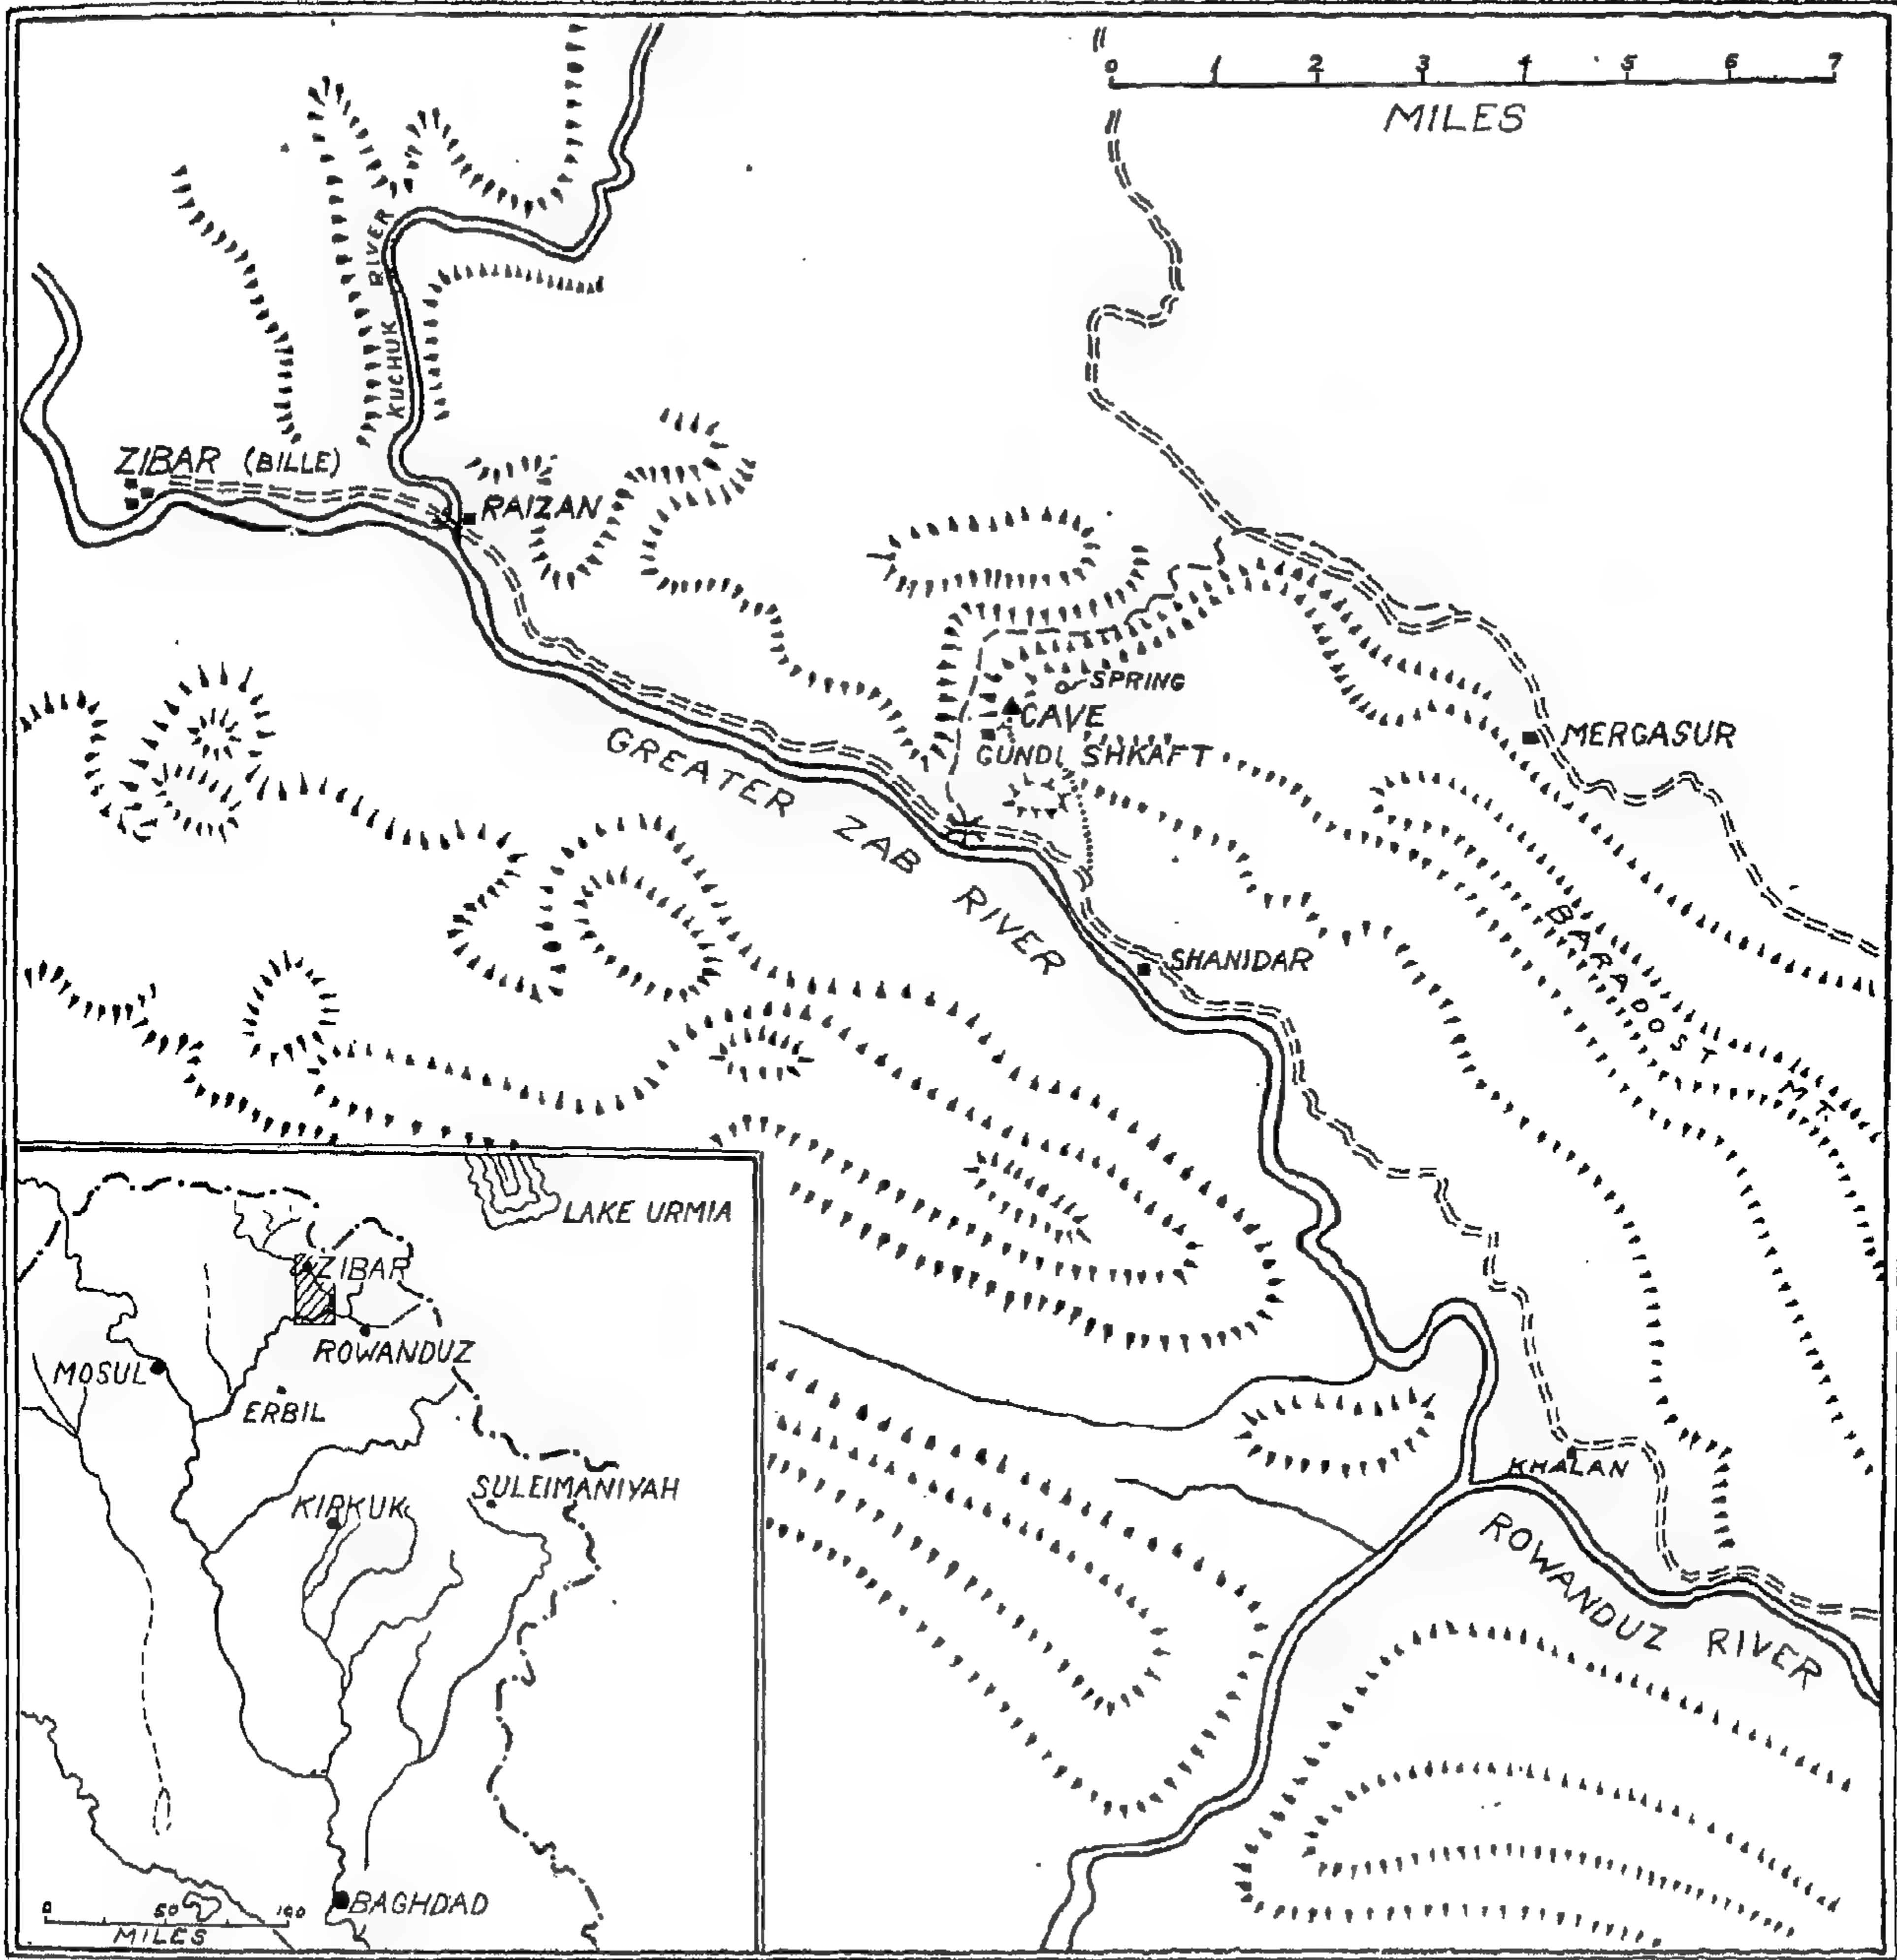 0 1 2 3 4 5 6 7
MILES
KUCHUK RIVER
ZIBAR (BILLE)
RAIZAN
SPRING
CAVE
GUNDI SHKAFT
MERGASUR
GREATER ZAB RIVER
BARADOST MT.
SHANIDAR
KHALAN
ROWANDUZ RIVER
LAKE URMIA
ZIBAR
ROWANDUZ
MOSUL
ERBIL
SULEIMANIYAH
KIRKUK
BAGHDAD
0 50 100
MILES